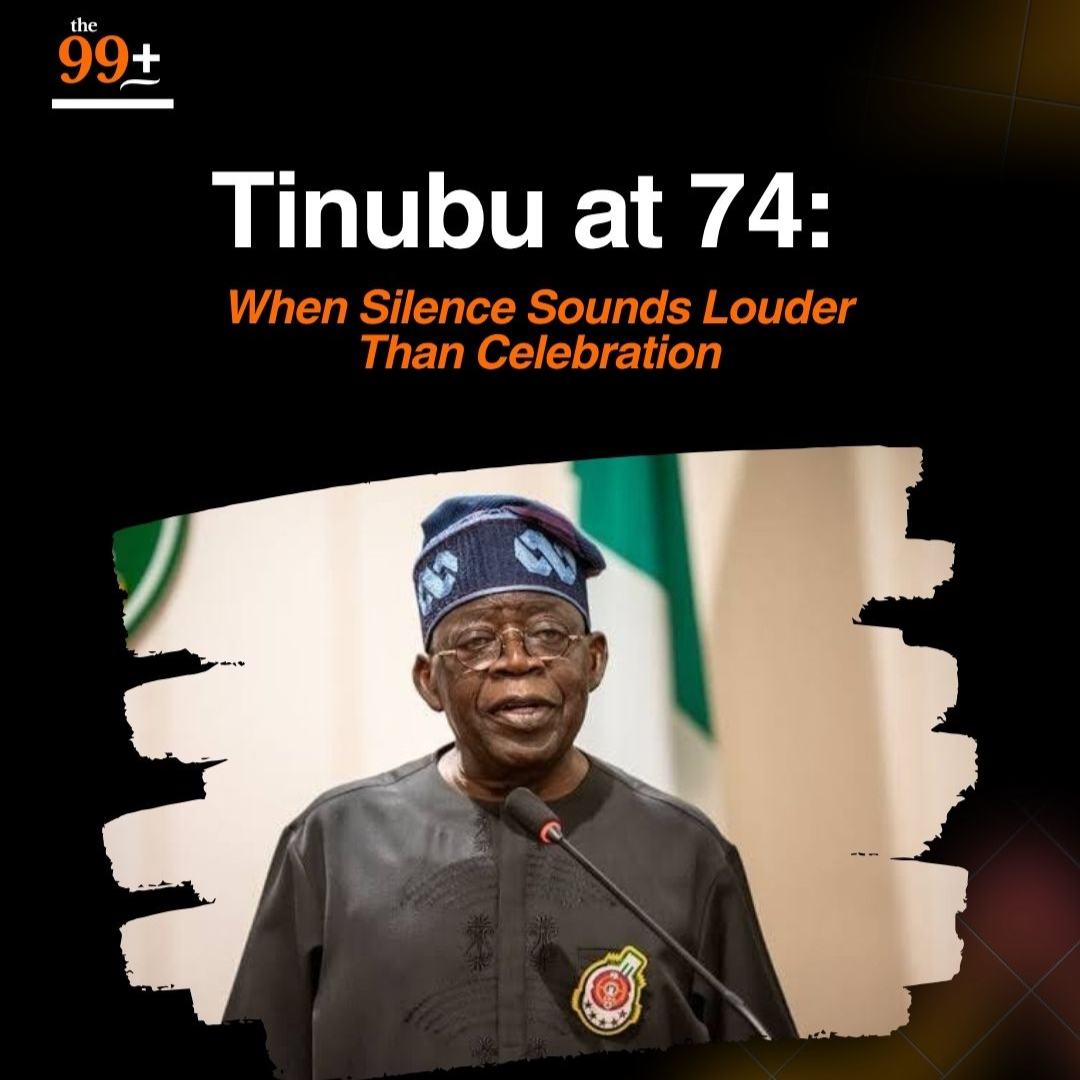 the
99+
Tinubu at 74:
When Silence Sounds Louder
Than Celebration